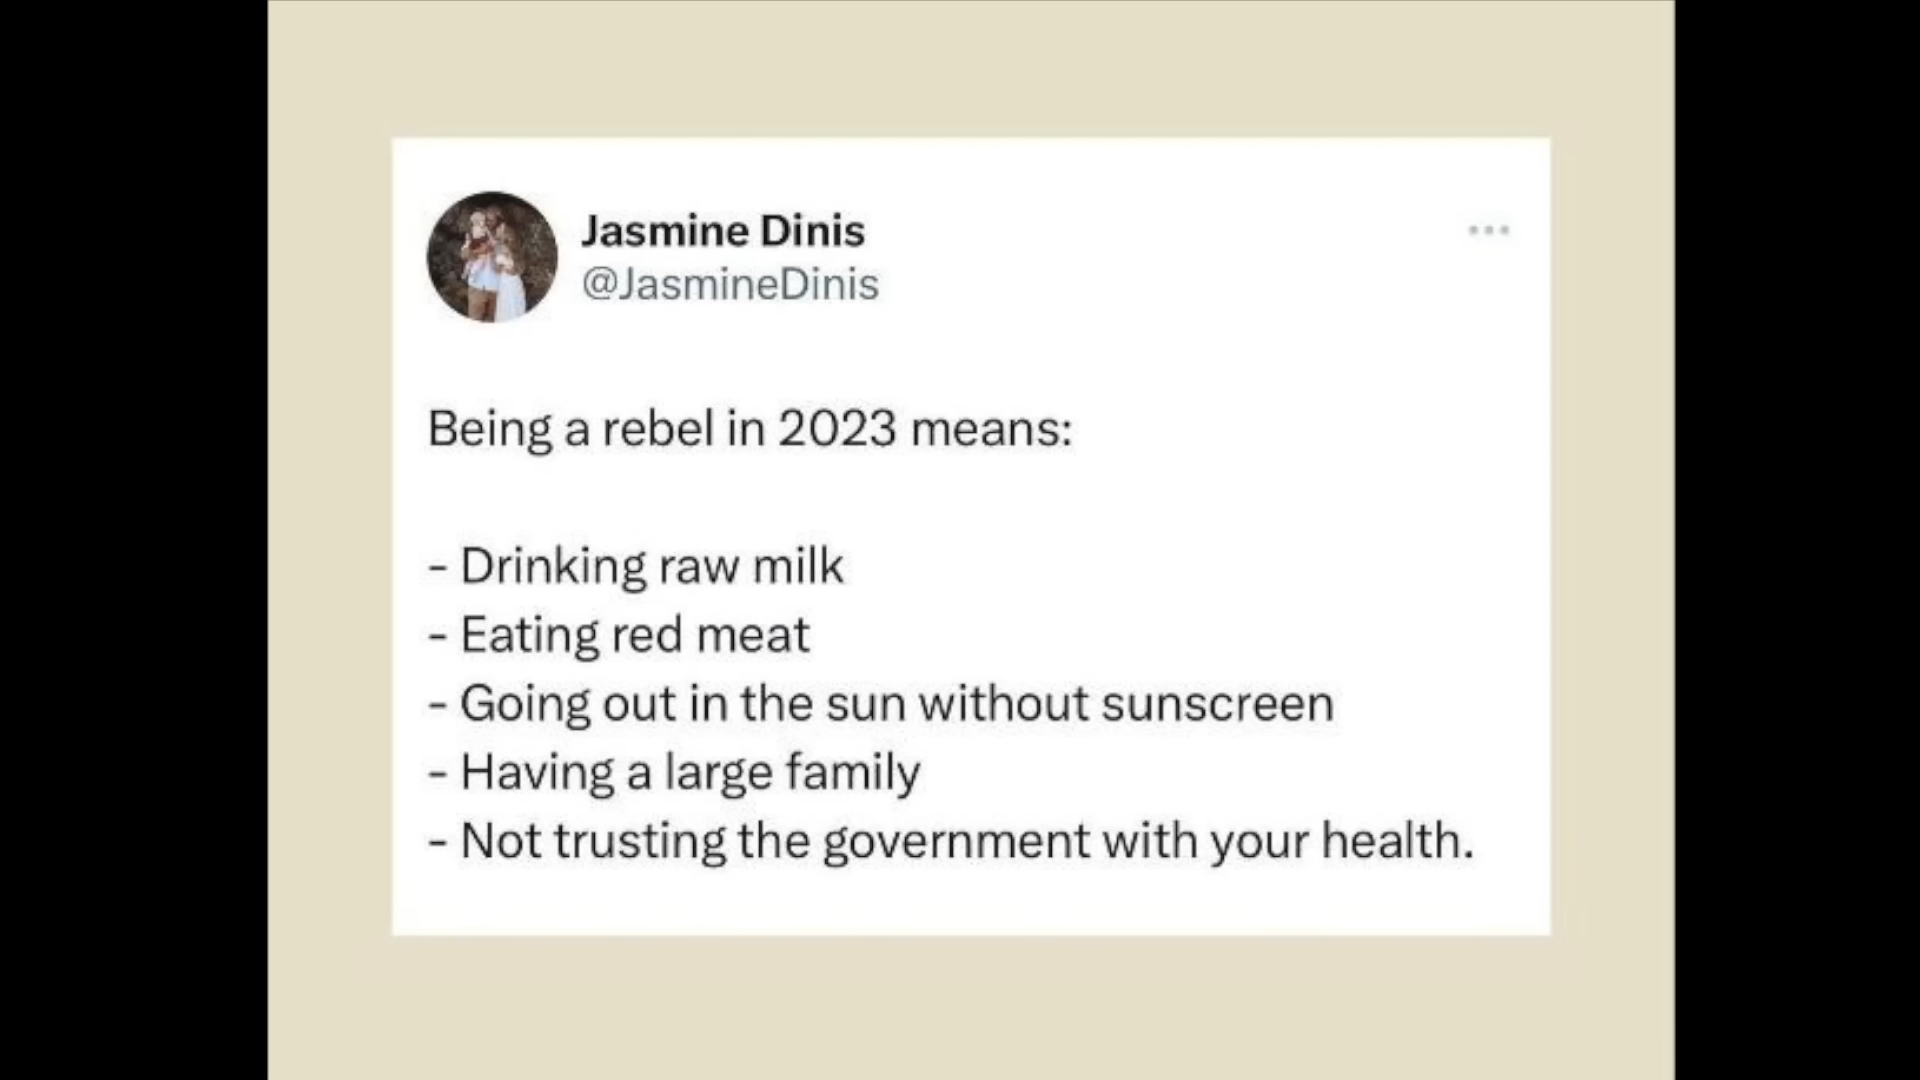 Jasmine Dinis
@JasmineDinis
Being a rebel in 2023 means:
- Drinking raw milk
- Eating red meat
- Going out in the sun without sunscreen
- Having a large family
- Not trusting the government with your health.